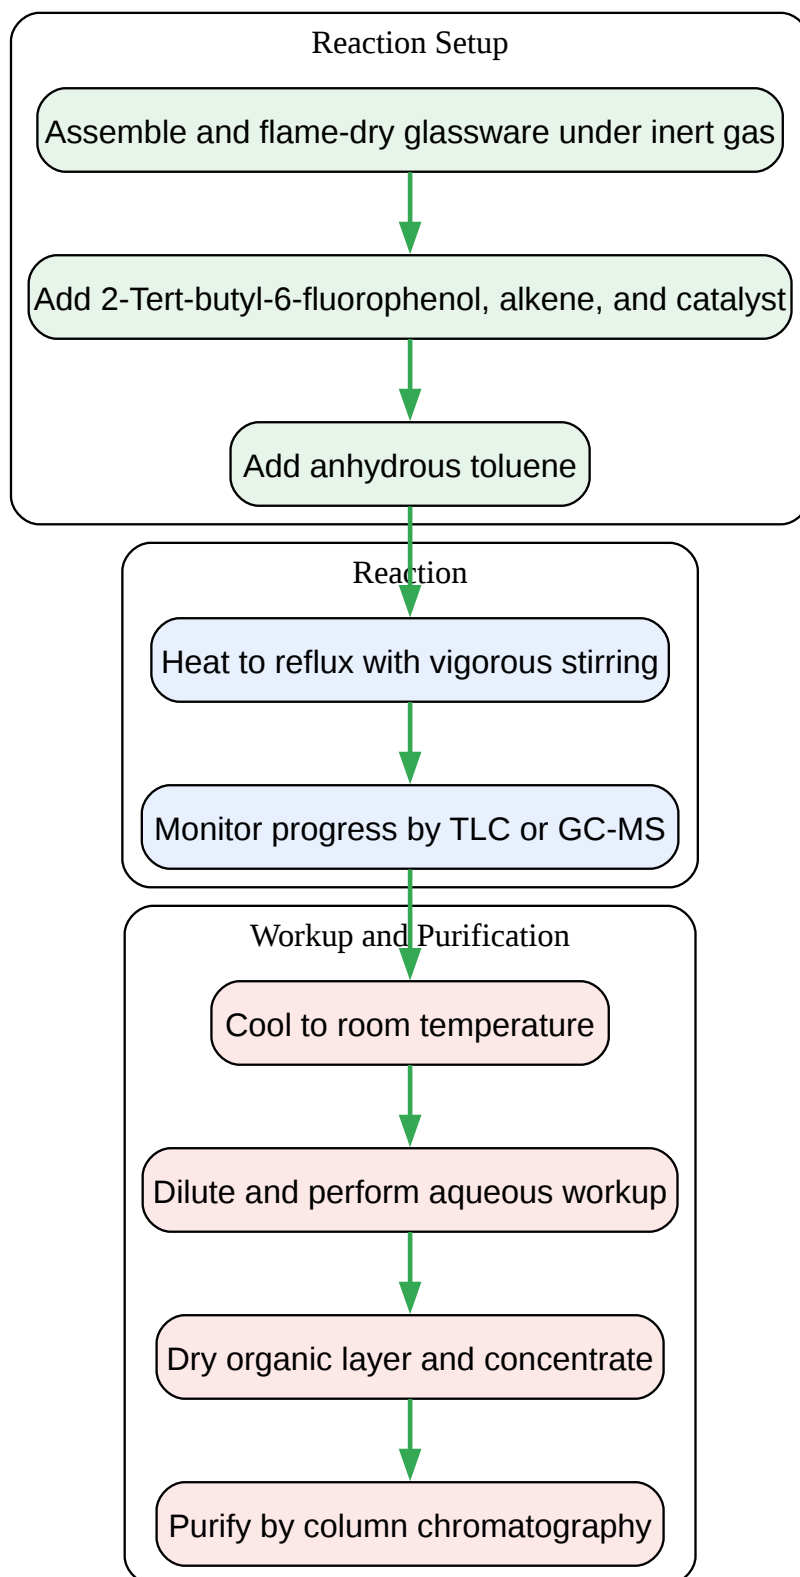 Reaction Setup
Assemble and flame-dry glassware under inert gas
Add 2-Tert-butyl-6-fluorophenol, alkene, and catalyst
Add anhydrous toluene
Reaction
Heat to reflux with vigorous stirring
Monitor progress by TLC or GC-MS
Workup and Purification
Cool to room temperature
Dilute and perform aqueous workup
Dry organic layer and concentrate
Purify by column chromatography